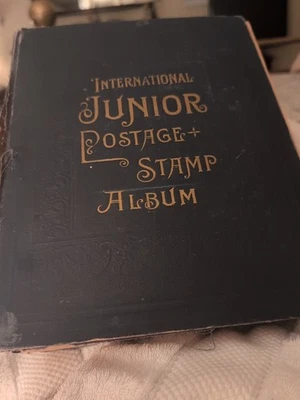 INTERNATIONAL
JUNIOR
POSTAGE
STAMP
ALBUM